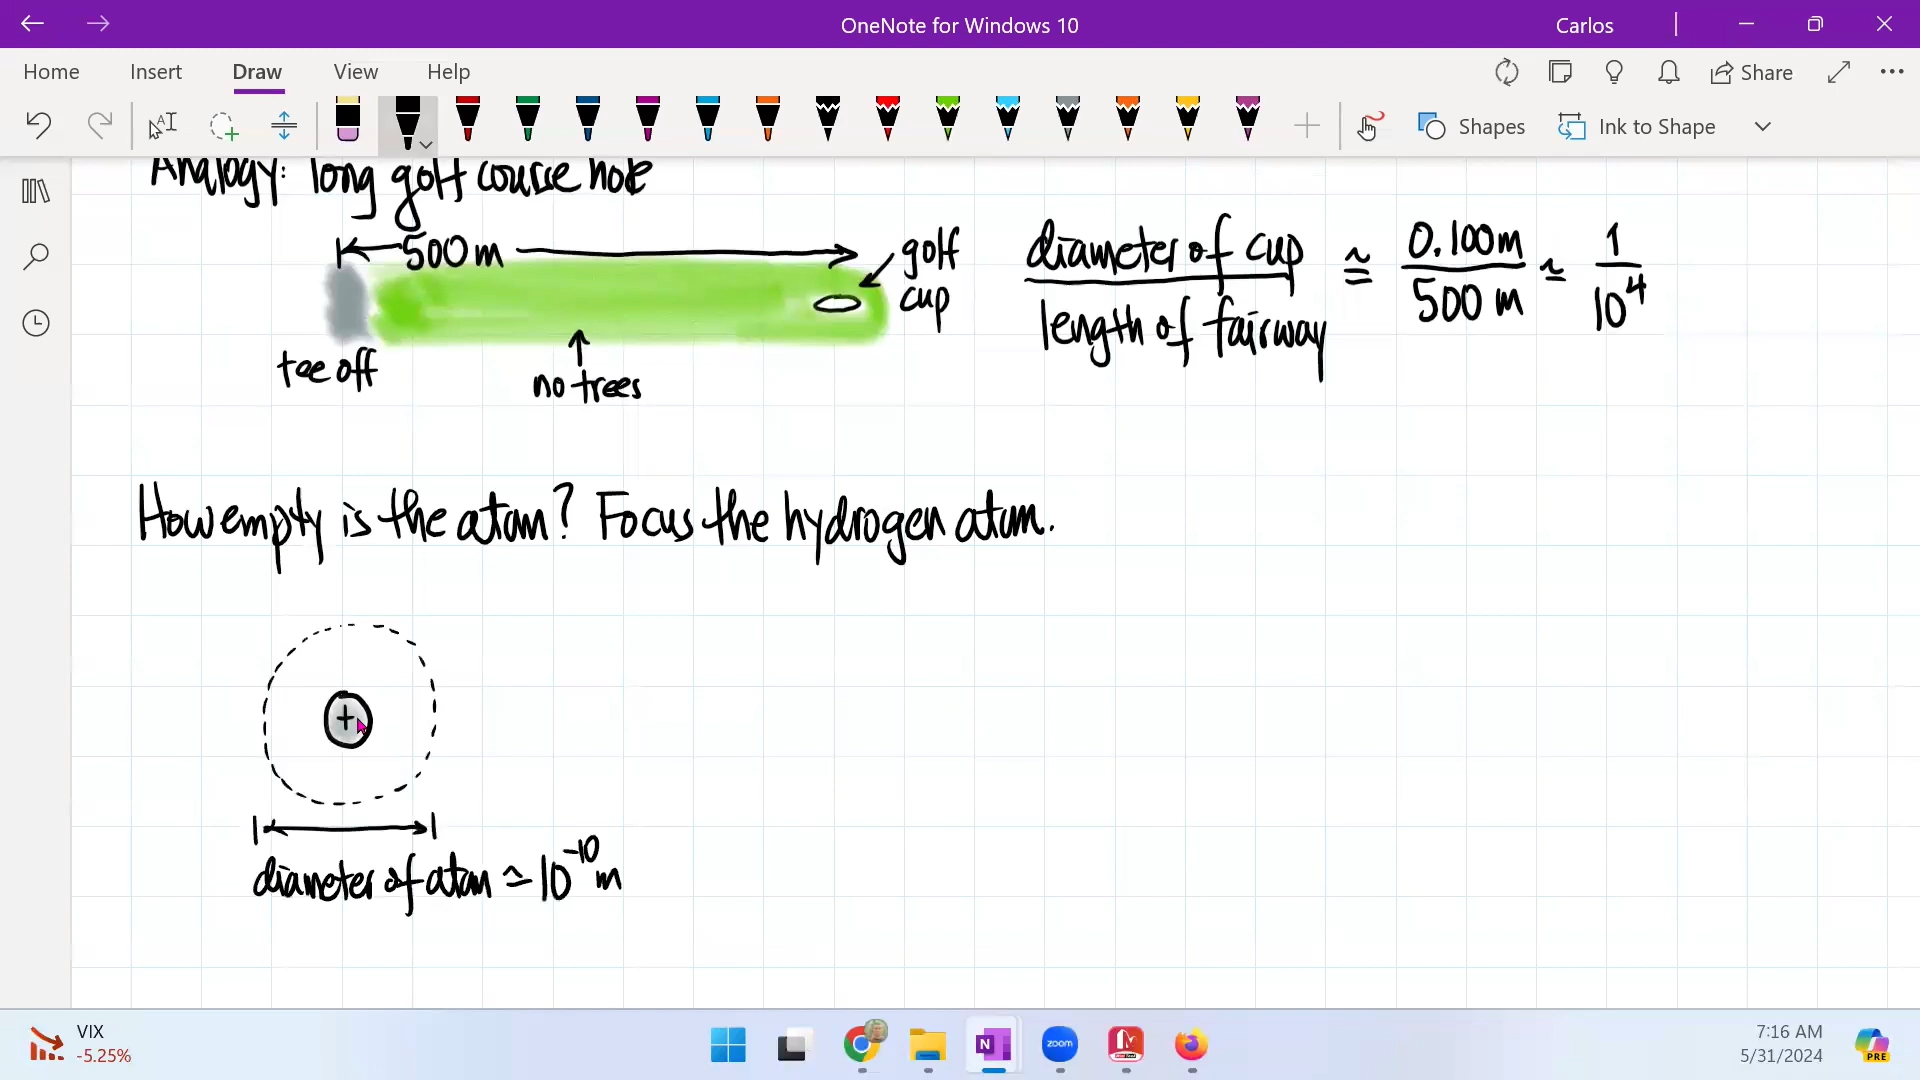 OneNote for Windows 10
Carlos
Home Insert Draw View Help
Share
Shapes
Ink to Shape
Analogy: long golf course hole
500 m
golf cup
tee off
no trees
diameter of cup / length of fairway ≅ 0.100m / 500 m ≃ 1 / 10⁴
How empty is the atom? Focus the hydrogen atom.
+
diameter of atom ≃ 10⁻¹⁰ m
VIX
-5.25%
zoom
N
7:16 AM
5/31/2024
PRE